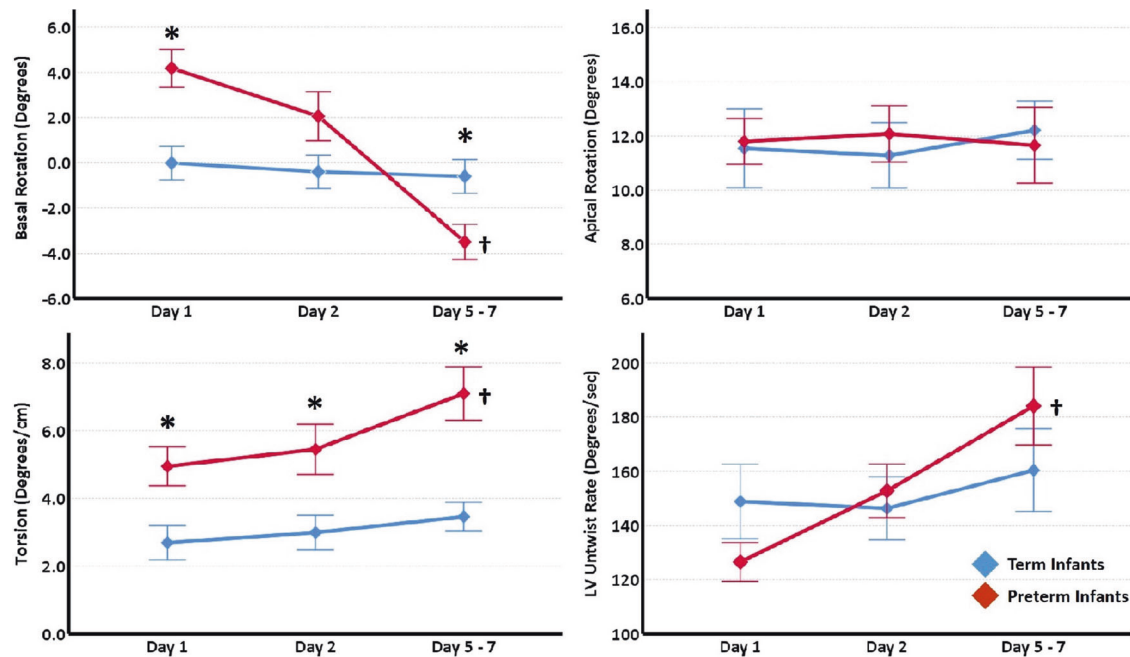 Basal Rotation (Degrees)
6.0
4.0
2.0
0.0
-2.0
-4.0
-6.0
*
*
†
Day 1
Day 2
Day 5 - 7
Apical Rotation (Degrees)
16.0
14.0
12.0
10.0
8.0
6.0
Day 1
Day 2
Day 5 - 7
Torsion (Degrees/cm)
8.0
6.0
4.0
2.0
0.0
*
*
*
†
Day 1
Day 2
Day 5 - 7
LV Untwist Rate (Degrees/sec)
200
180
160
140
120
100
†
Term Infants
Preterm Infants
Day 1
Day 2
Day 5 - 7